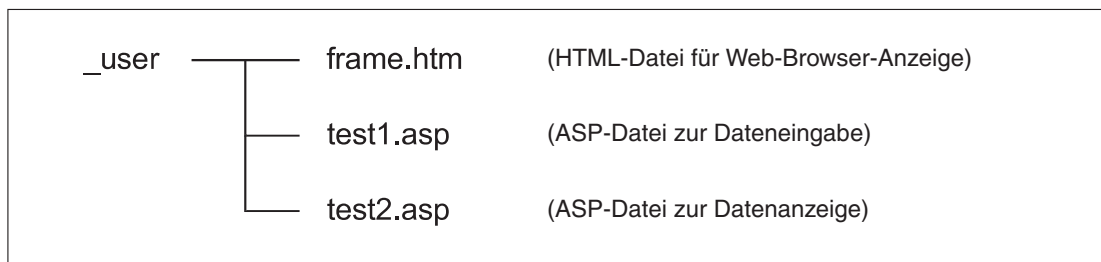 _user frame.htm (HTML-Datei für Web-Browser-Anzeige)
test1.asp (ASP-Datei zur Dateneingabe)
test2.asp (ASP-Datei zur Datenanzeige)